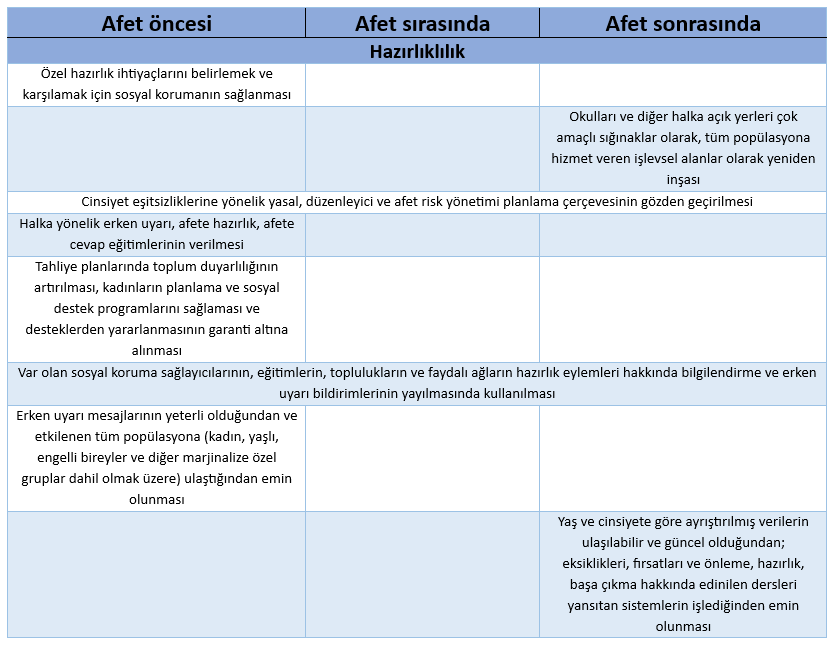 Afet öncesi
Afet sırasında
Afet sonrasında
Hazırlıklılık
Özel hazırlık ihtiyaçlarını belirlemek ve
karşılamak için sosyal korumanın sağlanması
Okulları ve diğer halka açık yerleri çok
amaçlı sığınaklar olarak, tüm popülasyona
hizmet veren işlevsel alanlar olarak yeniden
inşası
Cinsiyet eşitsizliklerine yönelik yasal, düzenleyici ve afet risk yönetimi planlama çerçevesinin gözden geçirilmesi
Halka yönelik erken uyarı, afete hazırlık, afete
cevap eğitimlerinin verilmesi
Tahliye planlarında toplum duyarlılığının
artırılması, kadınların planlama ve sosyal
destek programlarını sağlaması ve
desteklerden yararlanmasının garanti altına
alınması
Var olan sosyal koruma sağlayıcılarının, eğitimlerin, toplulukların ve faydalı ağların hazırlık eylemleri hakkında bilgilendirme ve erken
uyarı bildirimlerinin yayılmasında kullanılması
Erken uyarı mesajlarının yeterli olduğundan ve
etkilenen tüm popülasyona (kadın, yaşlı,
engelli bireyler ve diğer marjinalize özel
gruplar dahil olmak üzere) ulaştığından emin
olunması
Yaş ve cinsiyete göre ayrıştırılmış verilerin
ulaşılabilir ve güncel olduğundan;
eksiklikleri, fırsatları ve önleme, hazırlık,
başa çıkma hakkında edinilen dersleri
yansıtan sistemlerin işlediğinden emin
olunması